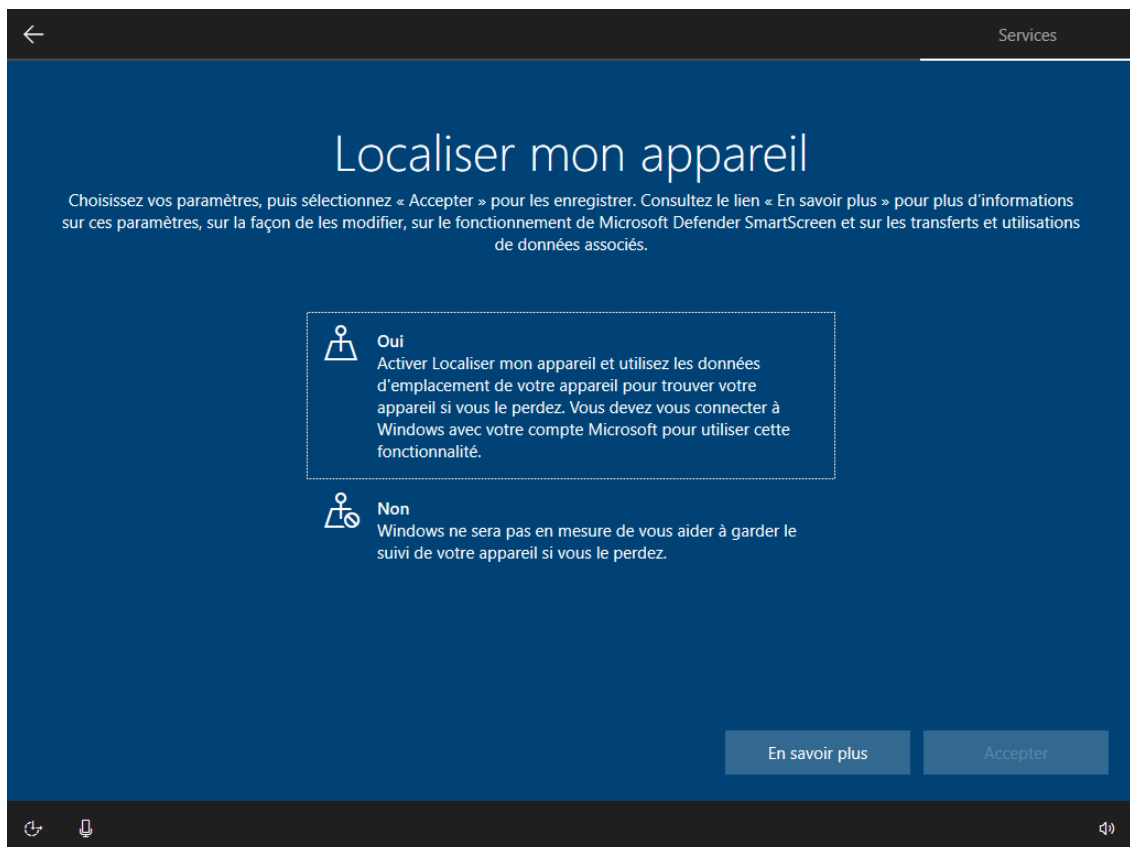 Services
Localiser mon appareil
Choisissez vos paramètres, puis sélectionnez « Accepter » pour les enregistrer. Consultez le lien « En savoir plus » pour plus d'informations
sur ces paramètres, sur la façon de les modifier, sur le fonctionnement de Microsoft Defender SmartScreen et sur les transferts et utilisations
de données associés.
Oui
Activer Localiser mon appareil et utilisez les données
d'emplacement de votre appareil pour trouver votre
appareil si vous le perdez. Vous devez vous connecter à
Windows avec votre compte Microsoft pour utiliser cette
fonctionnalité.
Non
Windows ne sera pas en mesure de vous aider à garder le
suivi de votre appareil si vous le perdez.
En savoir plus
Accepter